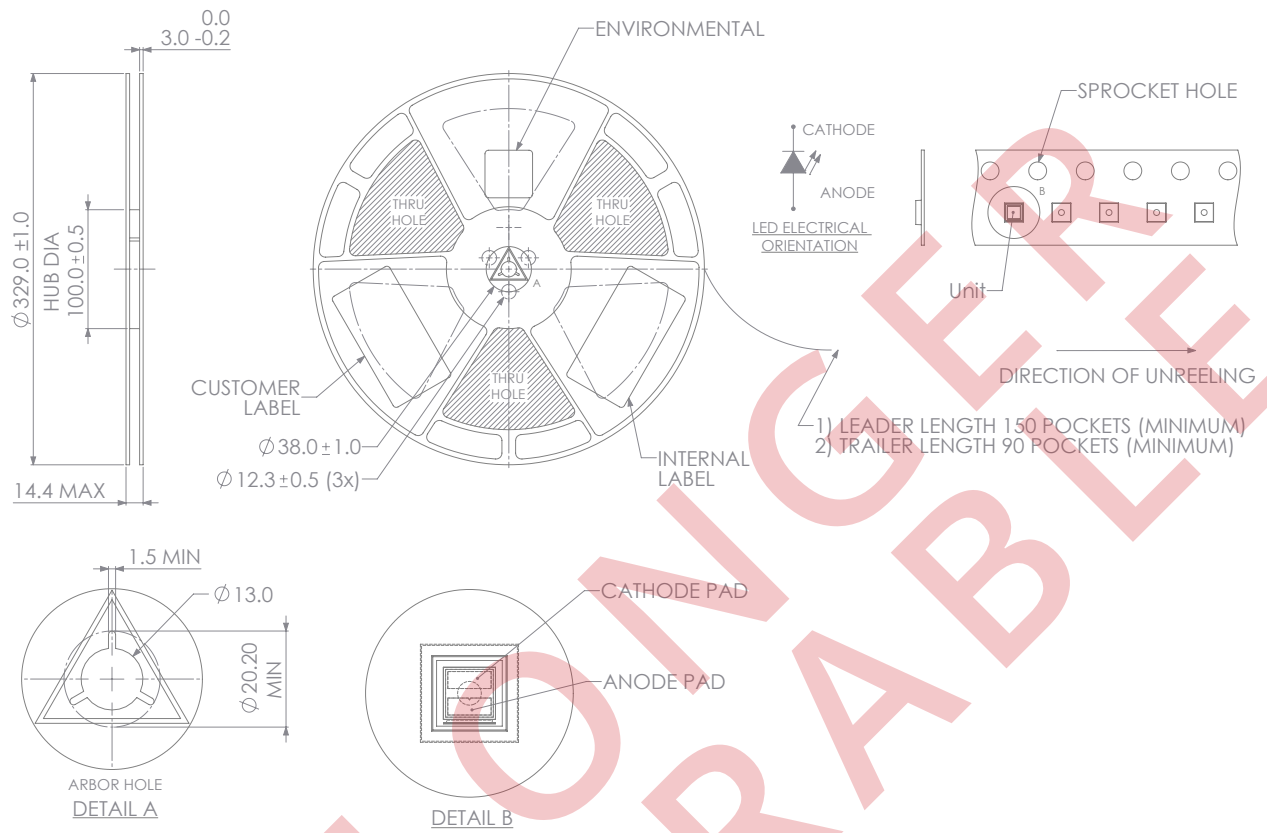 0.0
3.0 -0.2
ENVIRONMENTAL
SPROCKET HOLE
CATHODE
ANODE
LED ELECTRICAL
ORIENTATION
B
Unit
DIRECTION OF UNREELING
Ø 329.0 ±1.0
HUB DIA
100.0 ±0.5
THRU
HOLE
THRU
HOLE
A
THRU
HOLE
CUSTOMER
LABEL
Ø 38.0 ±1.0
Ø 12.3 ±0.5 (3x)
INTERNAL
LABEL
1) LEADER LENGTH 150 POCKETS (MINIMUM)
2) TRAILER LENGTH 90 POCKETS (MINIMUM)
14.4 MAX
1.5 MIN
Ø 13.0
Ø 20.20
MIN
ARBOR HOLE
DETAIL A
CATHODE PAD
ANODE PAD
DETAIL B
ONGER
RABLE